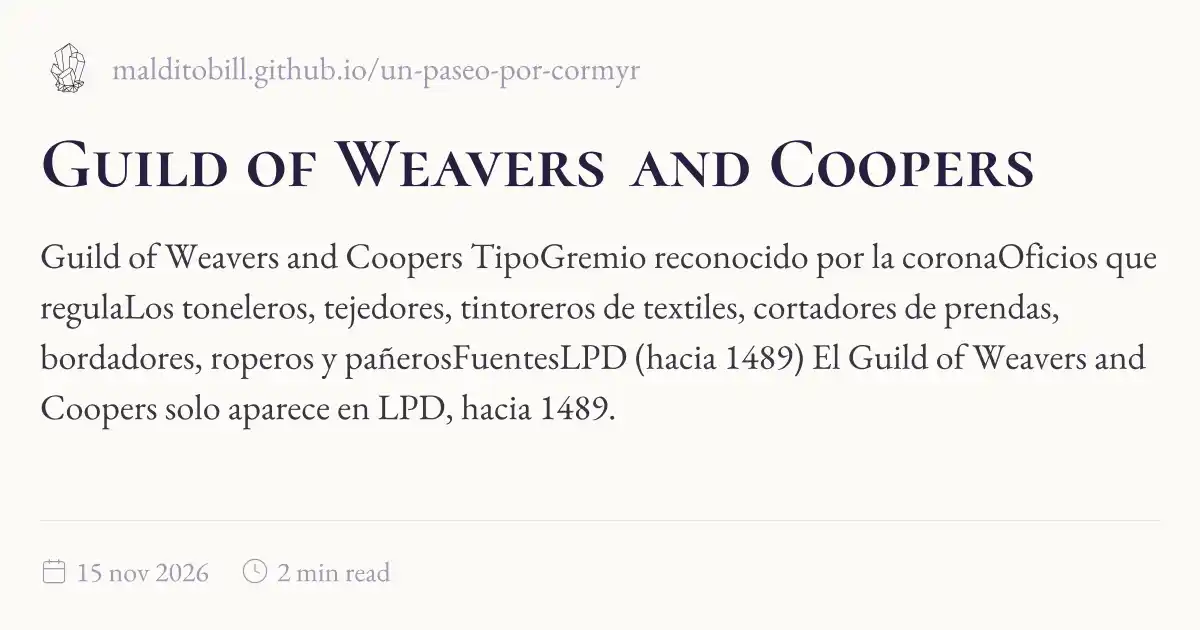 malditobill.github.io/un-paseo-por-cormyr
Guild of Weavers and Coopers
Guild of Weavers and Coopers TipoGremio reconocido por la coronaOficios que
regulaLos toneleros, tejedores, tintoreros de textiles, cortadores de prendas,
bordadores, roperos y pañerosFuentesLPD (hacia 1489) El Guild of Weavers and
Coopers solo aparece en LPD, hacia 1489.
15 nov 2026 2 min read